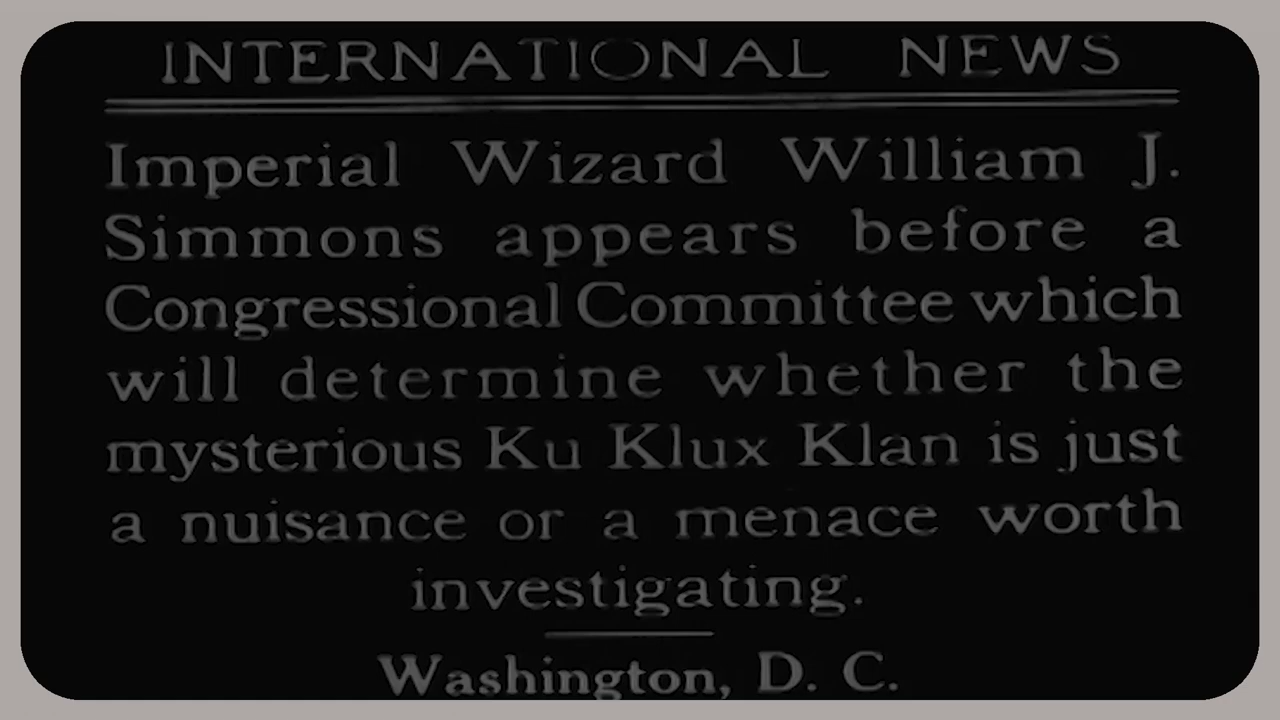 INTERNATIONAL NEWS
Imperial Wizard William J.
Simmons appears before a
Congressional Committee which
will determine whether the
mysterious Ku Klux Klan is just
a nuisance or a menace worth
investigating.
Washington, D. C.